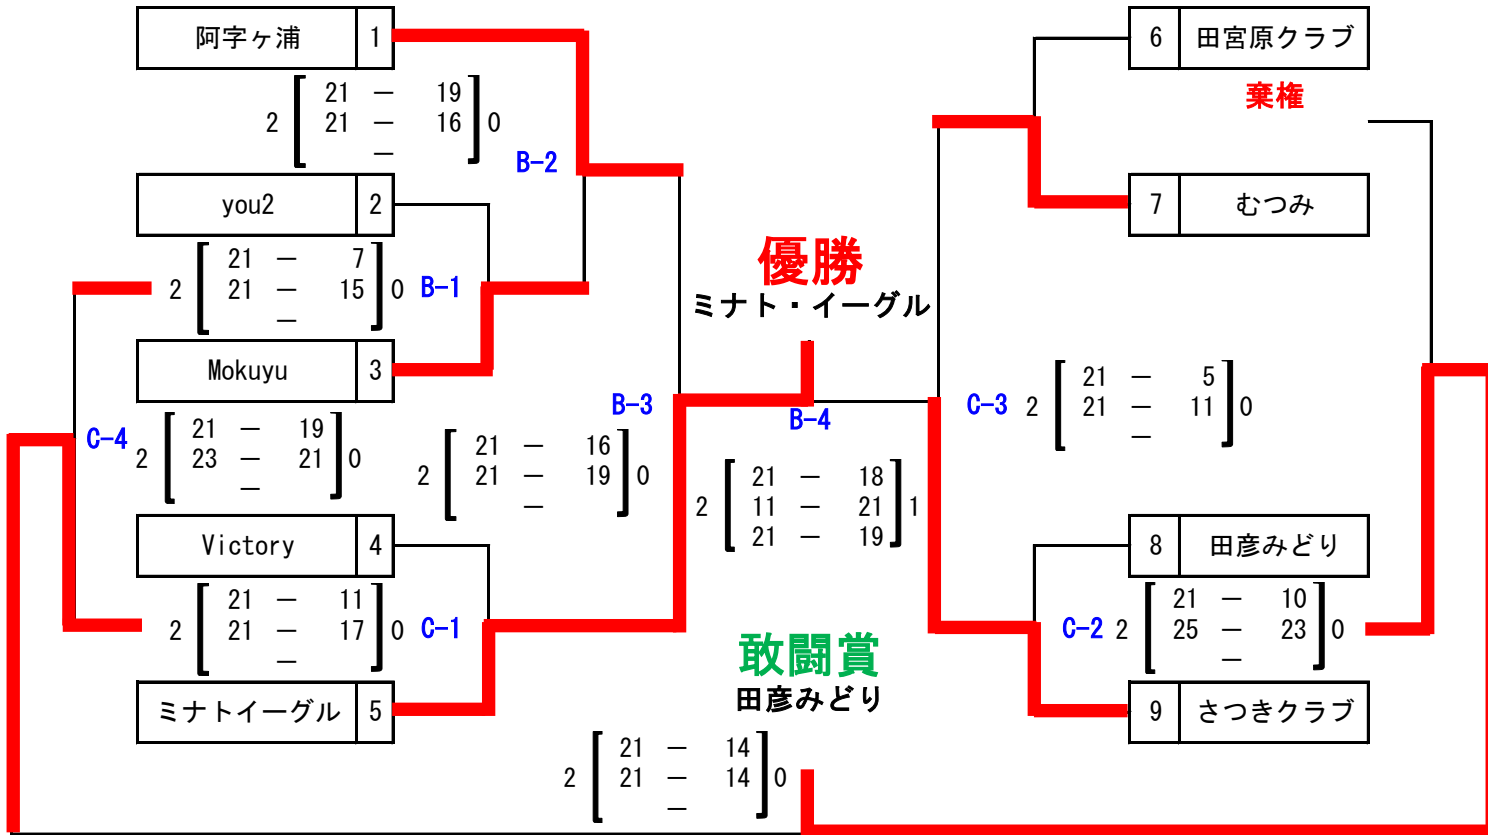 阿字ヶ浦 1
2 21 － 19 0
21 － 16
－
B-2
you2 2
2 21 － 7 0
21 － 15
－
B-1
Mokuyu 3
C-4
2 21 － 19 0
23 － 21
－
Victory 4
2 21 － 11 0
21 － 17
－
C-1
ミナトイーグル 5
B-3
2 21 － 16 0
21 － 19
－
優勝
ミナト・イーグル
B-4
2 21 － 18 1
11 － 21
21 － 19
敢闘賞
田彦みどり
2 21 － 14 0
21 － 14
－
6 田宮原クラブ
棄権
7 むつみ
C-3
2 21 － 5 0
21 － 11
－
8 田彦みどり
C-2
2 21 － 10 0
25 － 23
－
9 さつきクラブ